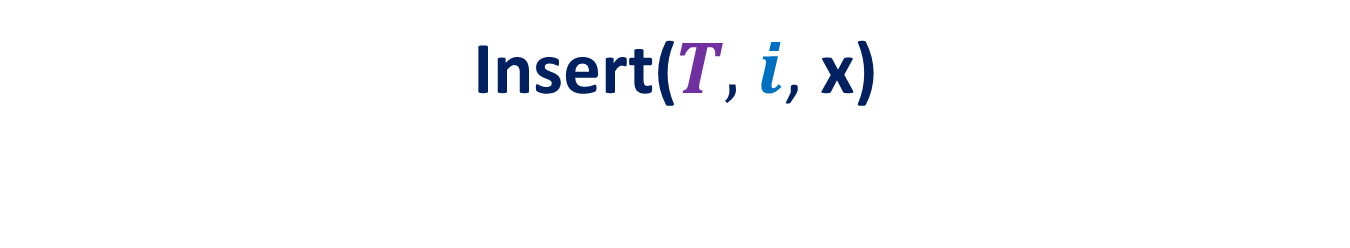 Insert(T, i, x)